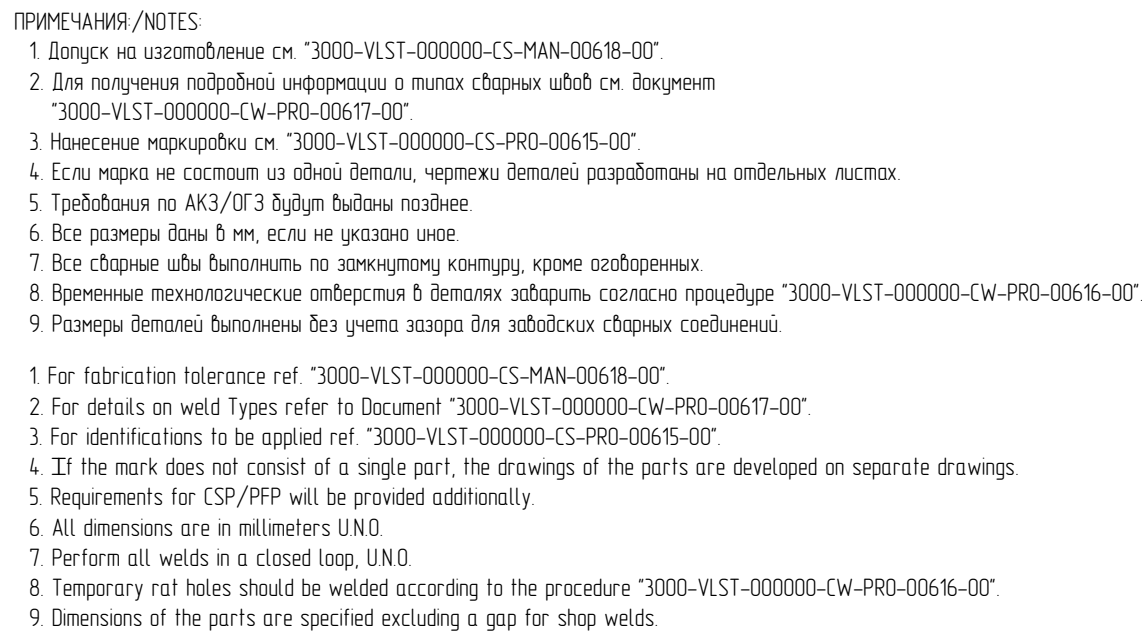 ПРИМЕЧАНИЯ:/NOTES:
1. Допуск на изготовление см. "3000-VLST-000000-CS-MAN-00618-00".
2. Для получения подробной информации о типах сварных швов см. документ
"3000-VLST-000000-CW-PRO-00617-00".
3. Нанесение маркировки см. "3000-VLST-000000-CS-PRO-00615-00".
4. Если марка не состоит из одной детали, чертежи деталей разработаны на отдельных листах.
5. Требования по АКЗ/ОГЗ будут выданы позднее.
6. Все размеры даны в мм, если не указано иное.
7. Все сварные швы выполнить по замкнутому контуру, кроме оговоренных.
8. Временные технологические отверстия в деталях заварить согласно процедуре "3000-VLST-000000-CW-PRO-00616-00".
9. Размеры деталей выполнены без учета зазора для заводских сварных соединений.
1. For fabrication tolerance ref. "3000-VLST-000000-CS-MAN-00618-00".
2. For details on weld Types refer to Document "3000-VLST-000000-CW-PRO-00617-00".
3. For identifications to be applied ref. "3000-VLST-000000-CS-PRO-00615-00".
4. If the mark does not consist of a single part, the drawings of the parts are developed on separate drawings.
5. Requirements for CSP/PFP will be provided additionally.
6. All dimensions are in millimeters U.N.O.
7. Perform all welds in a closed loop, U.N.O.
8. Temporary rat holes should be welded according to the procedure "3000-VLST-000000-CW-PRO-00616-00".
9. Dimensions of the parts are specified excluding a gap for shop welds.